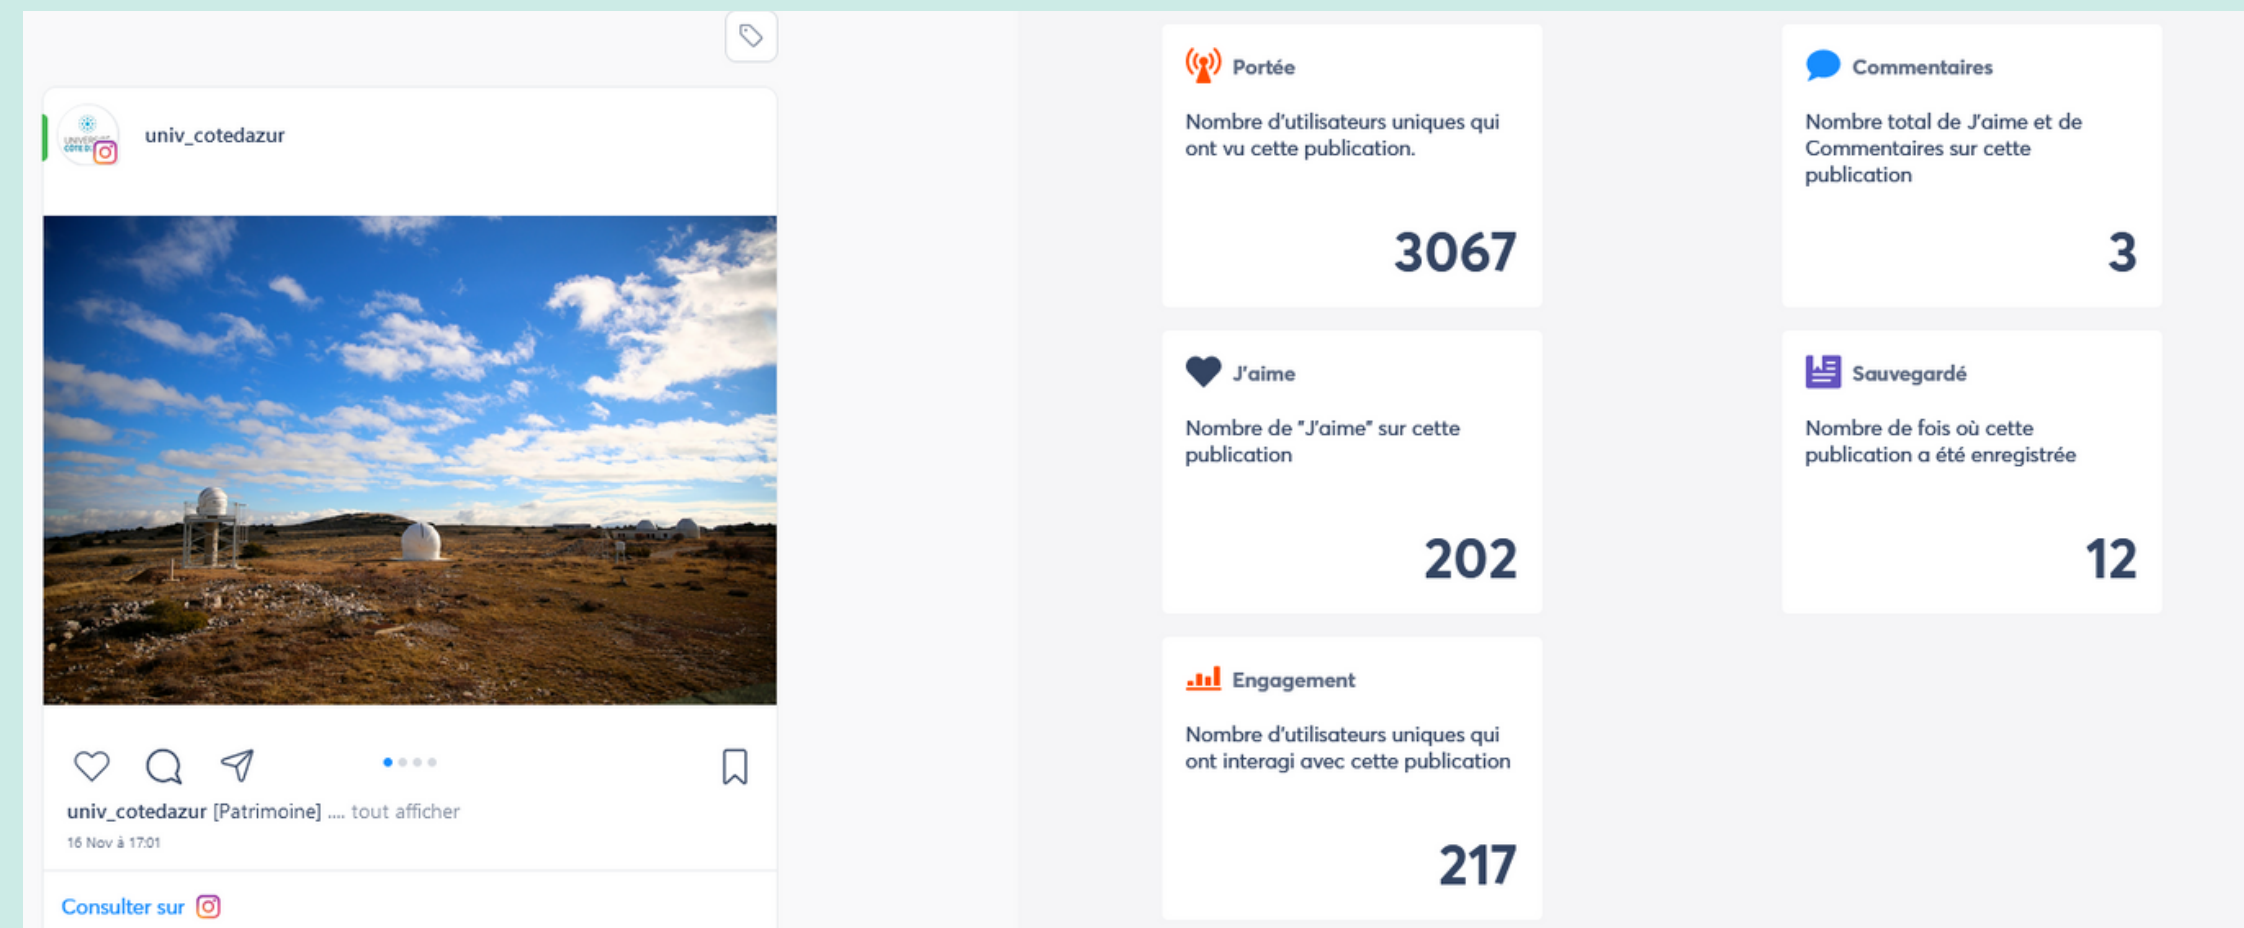 univ_cotedazur
univ_cotedazur [Patrimoine] .... tout afficher
16 Nov à 17:01
Consulter sur
Portée
Nombre d'utilisateurs uniques qui
ont vu cette publication.
3067
Commentaires
Nombre total de J'aime et de
Commentaires sur cette
publication
3
J'aime
Nombre de "J'aime" sur cette
publication
202
Sauvegardé
Nombre de fois où cette
publication a été enregistrée
12
Engagement
Nombre d'utilisateurs uniques qui
ont interagi avec cette publication
217